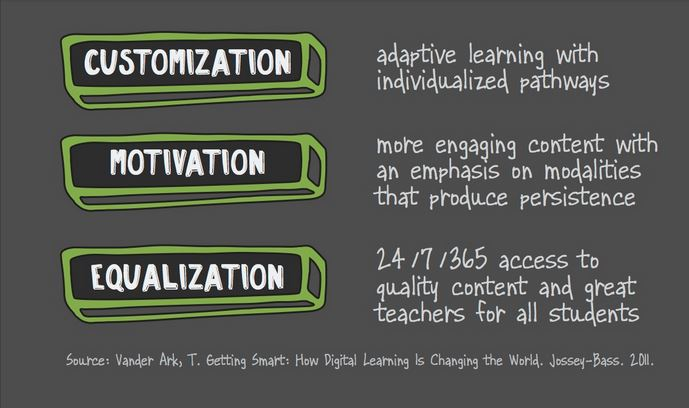 CUSTOMIZATION
adaptive learning with
individualized pathways
MOTIVATION
more engaging content with
an emphasis on modalities
that produce persistence
EQUALIZATION
24/7/365 access to
quality content and great
teachers for all students
Source: Vander Ark, T. Getting Smart: How Digital Learning Is Changing the World. Jossey-Bass. 2011.